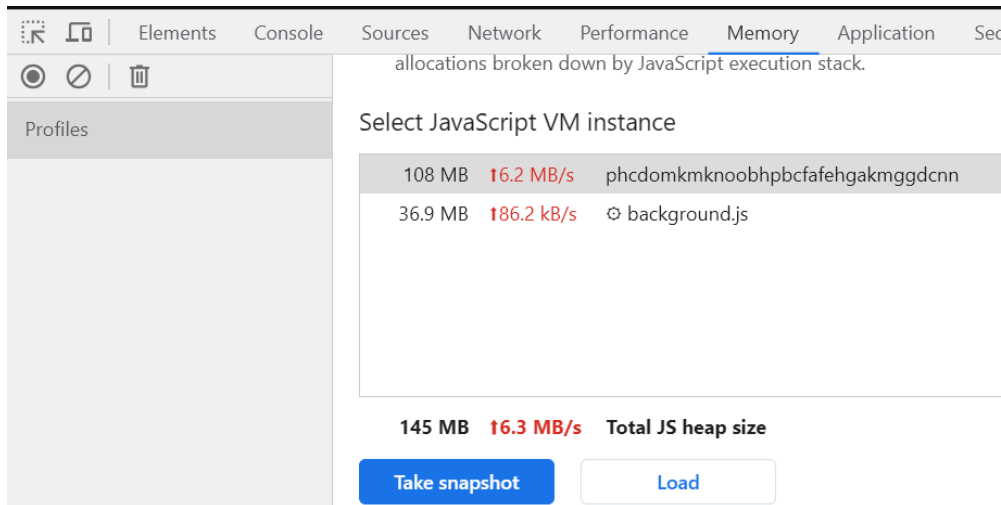 Elements Console Sources Network Performance Memory Application Sec
allocations broken down by JavaScript execution stack.
Profiles
Select JavaScript VM instance
108 MB ↑6.2 MB/s phcdomkmknoobhpbcfafehgakmggdcnn
36.9 MB ↑86.2 kB/s background.js
145 MB ↑6.3 MB/s Total JS heap size
Take snapshot Load